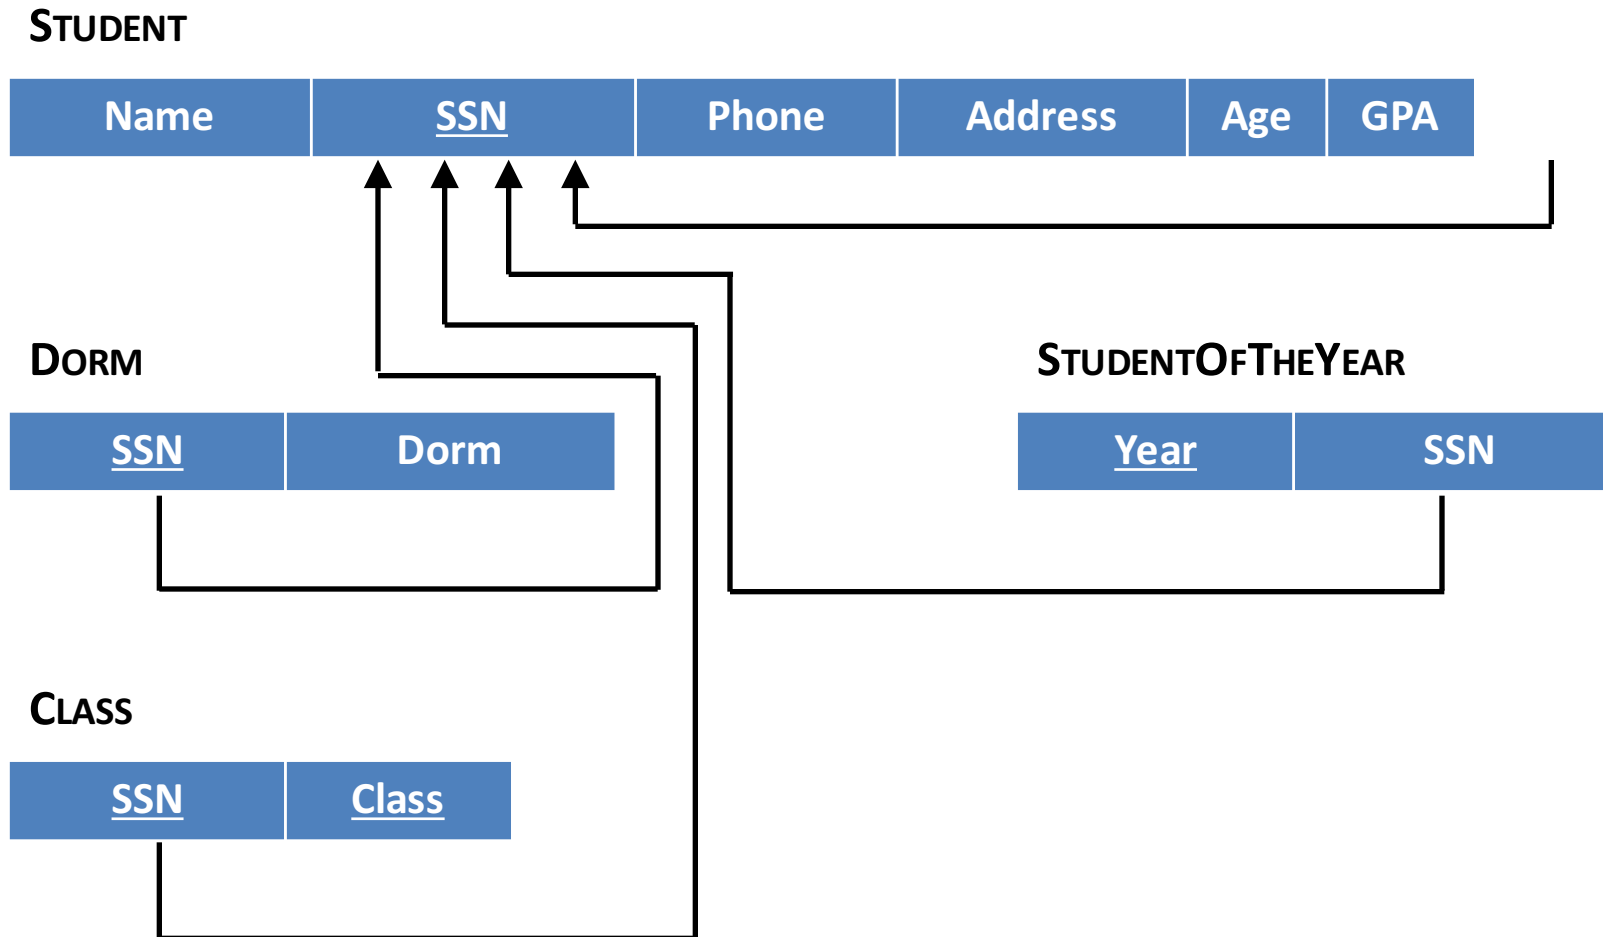 STUDENT
Name SSN Phone Address Age GPA
DORM
SSN Dorm
STUDENTOFTHEYEAR
Year SSN
CLASS
SSN Class